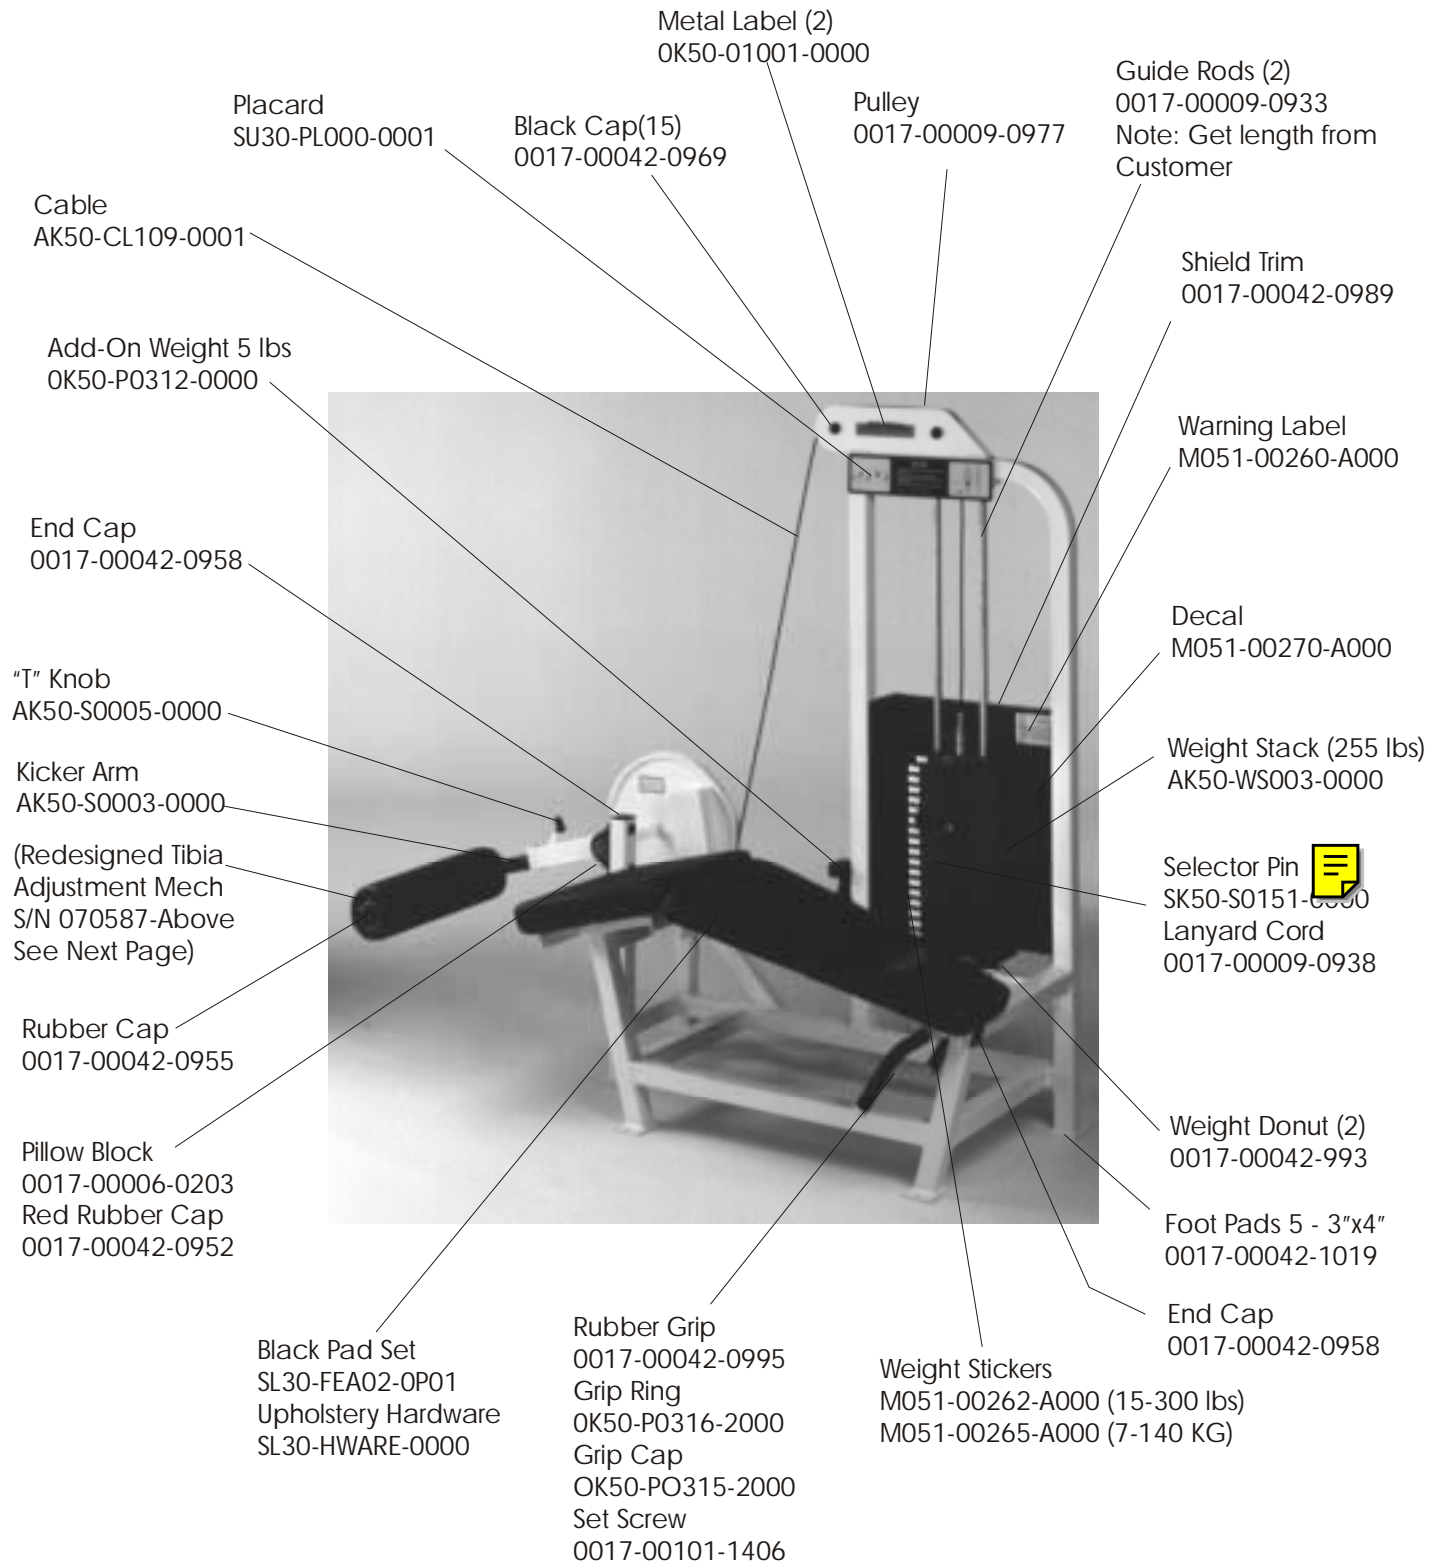 Metal Label (2)
0K50-01001-0000
Guide Rods (2)
0017-00009-0933
Note: Get length from
Customer
Placard
SU30-PL000-0001
Black Cap(15)
0017-00042-0969
Pulley
0017-00009-0977
Cable
AK50-CL109-0001
Shield Trim
0017-00042-0989
Add-On Weight 5 lbs
0K50-P0312-0000
Warning Label
M051-00260-A000
End Cap
0017-00042-0958
Decal
M051-00270-A000
"T" Knob
AK50-S0005-0000
Weight Stack (255 lbs)
AK50-WS003-0000
Kicker Arm
AK50-S0003-0000
(Redesigned Tibia
Adjustment Mech
S/N 070587-Above
See Next Page)
Selector Pin
SK50-S0151-0000
Lanyard Cord
0017-00009-0938
Rubber Cap
0017-00042-0955
Weight Donut (2)
0017-00042-993
Pillow Block
0017-00006-0203
Red Rubber Cap
0017-00042-0952
Foot Pads 5 - 3"x4"
0017-00042-1019
End Cap
0017-00042-0958
Black Pad Set
SL30-FEA02-0P01
Upholstery Hardware
SL30-HWARE-0000
Rubber Grip
0017-00042-0995
Grip Ring
0K50-P0316-2000
Grip Cap
OK50-PO315-2000
Set Screw
0017-00101-1406
Weight Stickers
M051-00262-A000 (15-300 lbs)
M051-00265-A000 (7-140 KG)